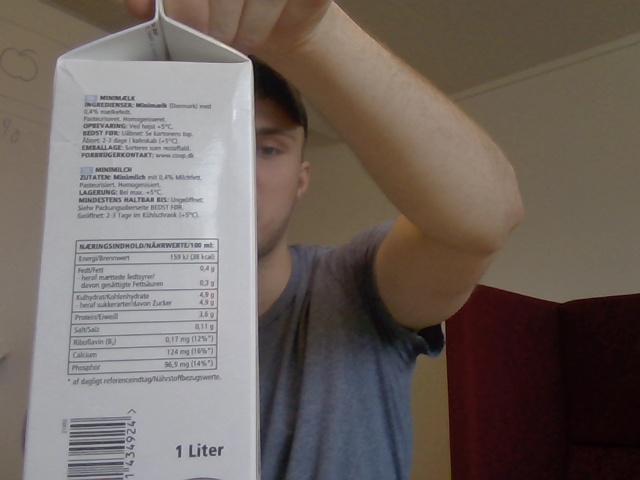 MINIMÆLK
INGREDIENSER: Minimælk (Danmark) med
0,4% mælkefedt.
Pasteuriseret. Homogeniseret.
OPBEVARING: Ved højst +5°C.
BEDST FØR: Uåbnet: Se kartonens top.
Åbnet: 2-3 dage i køleskab (+5°C).
EMBALLAGE: Sorteres som restaffald.
FORBRUGERKONTAKT: www.coop.dk
MINIMILCH
ZUTATEN: Minimilch mit 0,4% Milchfett.
Pasteurisiert. Homogenisiert.
LAGERUNG: Bei max. +5°C.
MINDESTENS HALTBAR BIS: Ungeöffnet:
Siehe Packungsoberseite BEDST FØR.
Geöffnet: 2-3 Tage im Kühlschrank (+5°C).
NÆRINGSINDHOLD/NÄHRWERTE/100 ml:
Energi/Brennwert 159 kJ (38 kcal)
Fedt/Fett 0,4 g
- heraf mættede fedtsyrer/
davon gesättigte Fettsäuren 0,3 g
Kulhydrat/Kohlenhydrate 4,9 g
- heraf sukkerarter/davon Zucker 4,9 g
Protein/Eiweiß 3,6 g
Salt/Salz 0,11 g
Riboflavin (B₂) 0,17 mg (12%*)
Calcium 124 mg (16%*)
Phosphor 96,9 mg (14%*)
* af dagligt referenceindtag/Nährstoffbezugswerte.
1 434924 >
1 Liter